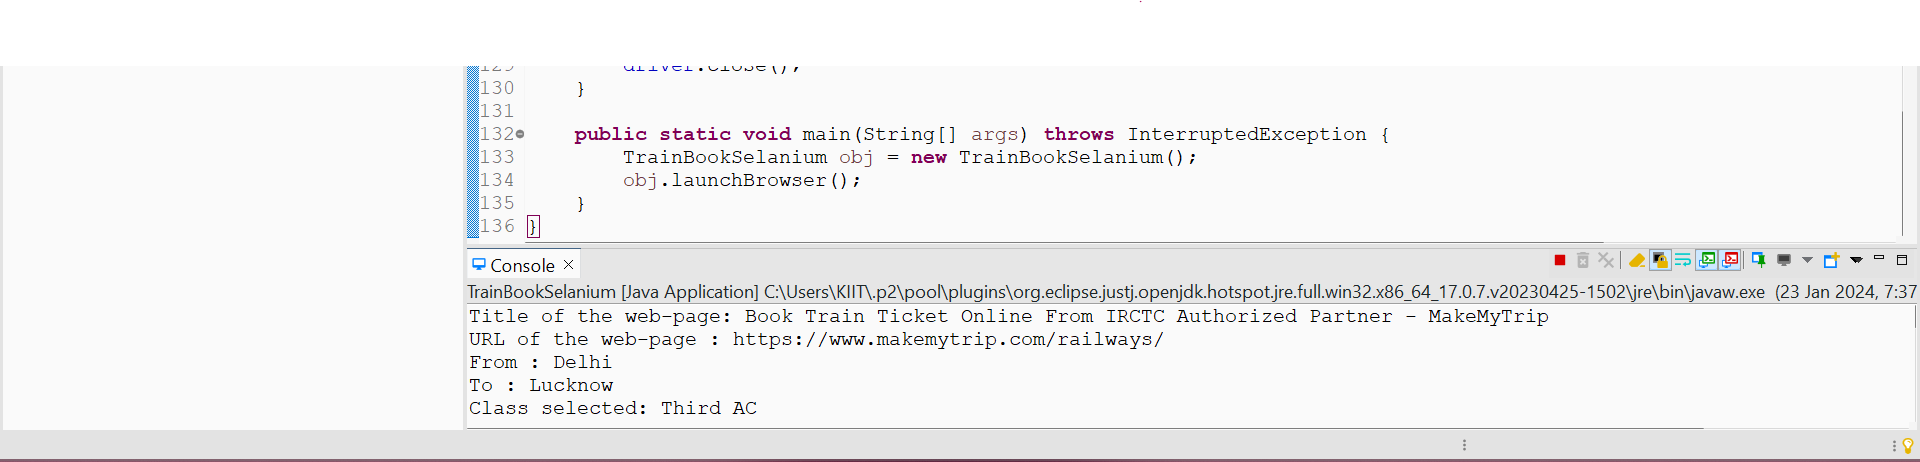 129        driver.close();
130    }
131
132    public static void main(String[] args) throws InterruptedException {
133        TrainBookSelanium obj = new TrainBookSelanium();
134        obj.launchBrowser();
135    }
136 }
Console
TrainBookSelanium [Java Application] C:\Users\KIIT\.p2\pool\plugins\org.eclipse.justj.openjdk.hotspot.jre.full.win32.x86_64_17.0.7.v20230425-1502\jre\bin\javaw.exe (23 Jan 2024, 7:37
Title of the web-page: Book Train Ticket Online From IRCTC Authorized Partner - MakeMyTrip
URL of the web-page : https://www.makemytrip.com/railways/
From : Delhi
To : Lucknow
Class selected: Third AC